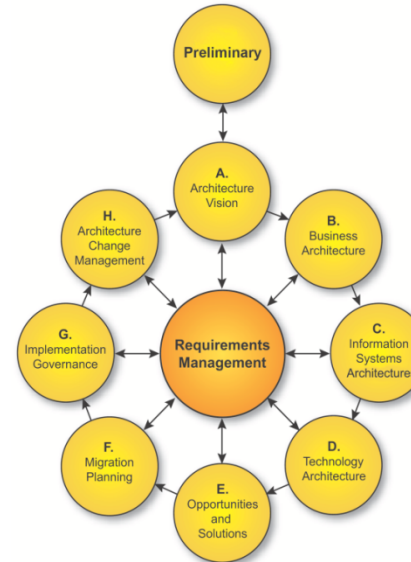 Preliminary
A.
Architecture
Vision
B.
Business
Architecture
C.
Information
Systems
Architecture
D.
Technology
Architecture
E.
Opportunities
and
Solutions
F.
Migration
Planning
G.
Implementation
Governance
H.
Architecture
Change
Management
Requirements
Management